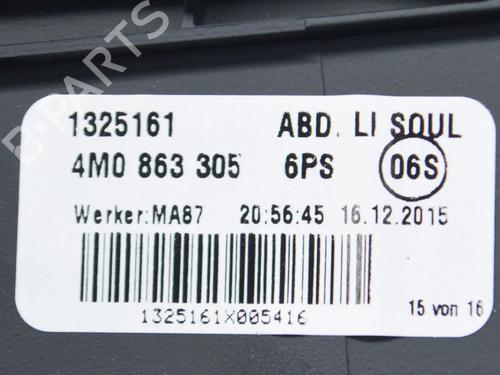 1325161 ABD. LI SOUL
4M0 863 305 6PS 06S
Werker:MA87 20:56:45 16.12.2015
1325161X005416
15 von 16
B-PARTS